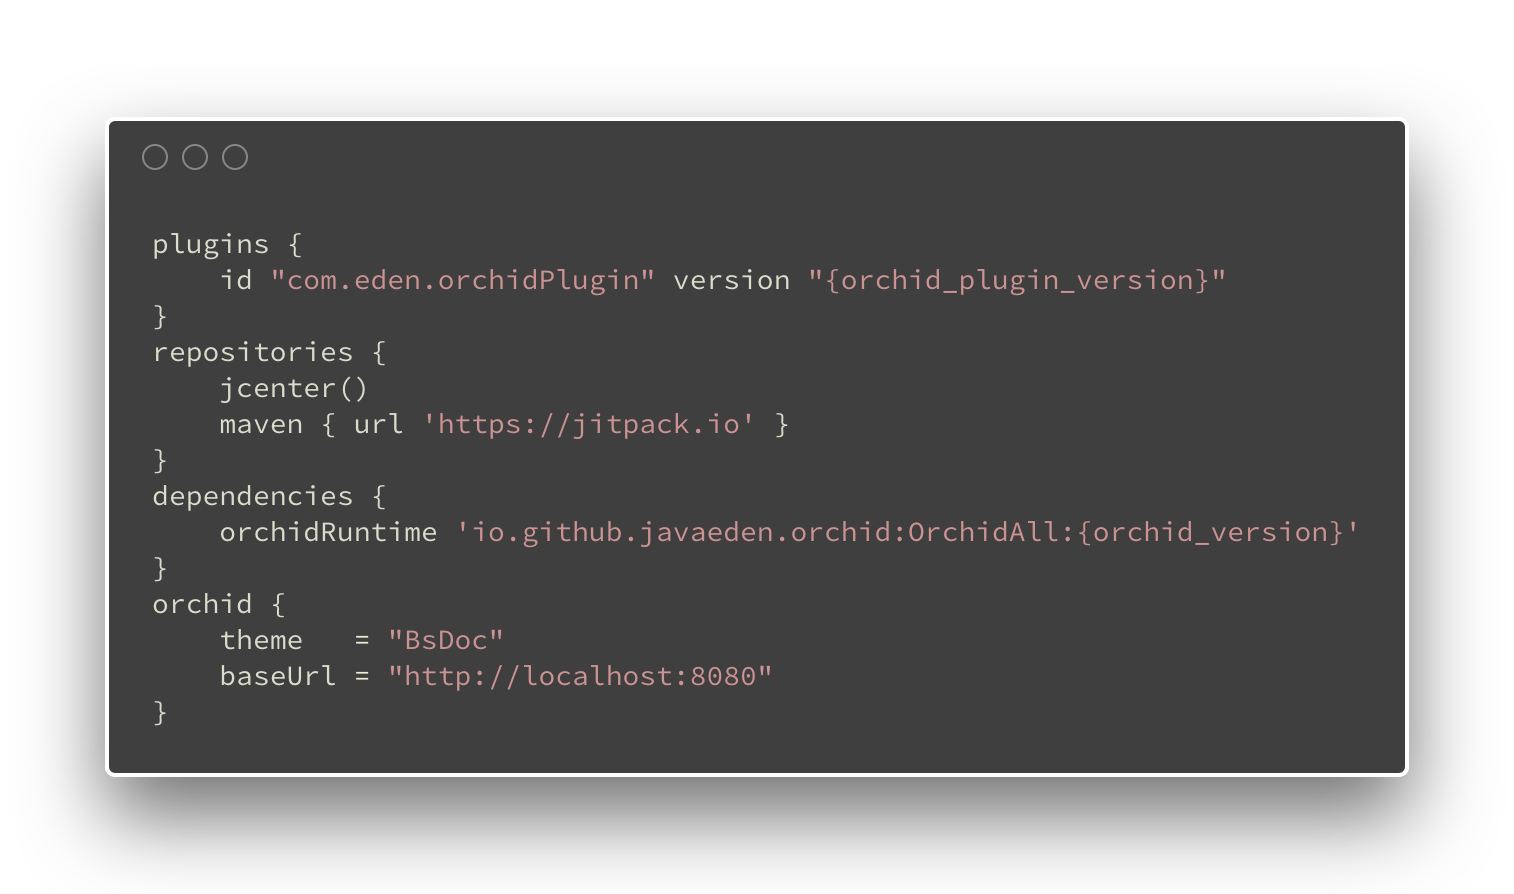 plugins {
    id "com.eden.orchidPlugin" version "{orchid_plugin_version}"
}
repositories {
    jcenter()
    maven { url 'https://jitpack.io' }
}
dependencies {
    orchidRuntime 'io.github.javaeden.orchid:OrchidAll:{orchid_version}'
}
orchid {
    theme   = "BsDoc"
    baseUrl = "http://localhost:8080"
}